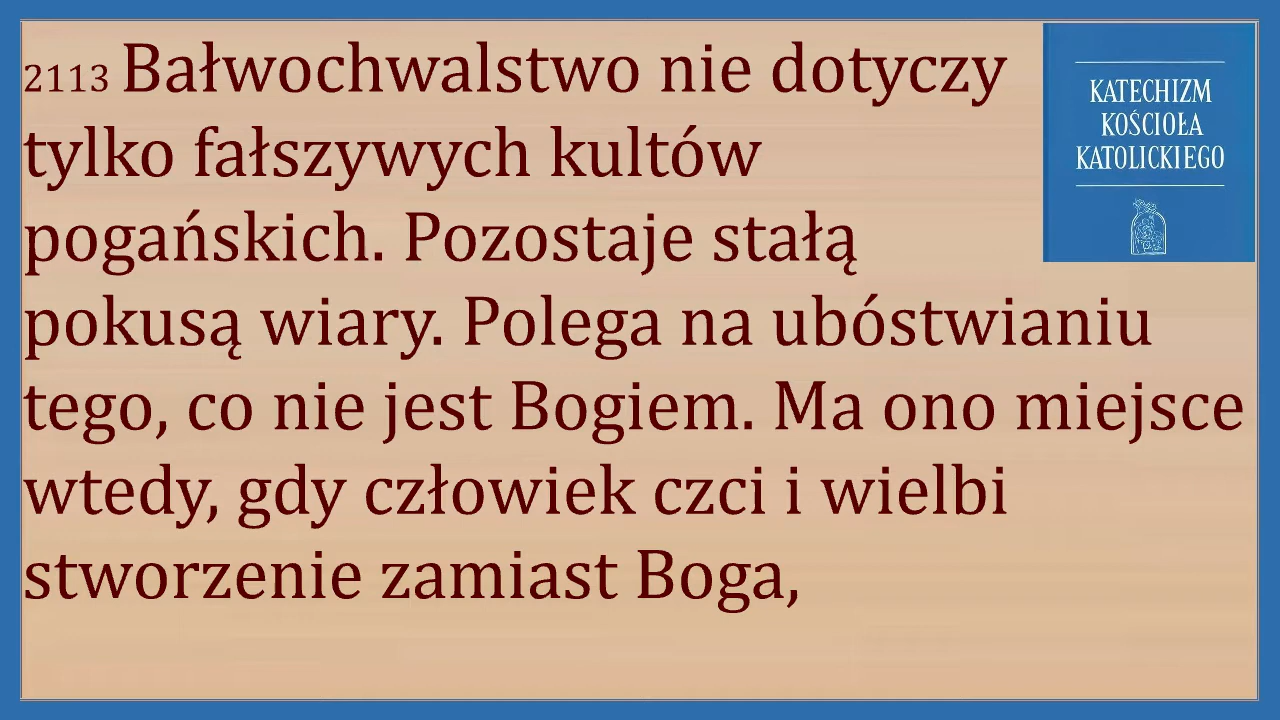 2113 Bałwochwalstwo nie dotyczy
tylko fałszywych kultów
pogańskich. Pozostaje stałą
pokusą wiary. Polega na ubóstwianiu
tego, co nie jest Bogiem. Ma ono miejsce
wtedy, gdy człowiek czci i wielbi
stworzenie zamiast Boga,
KATECHIZM
KOŚCIOŁA
KATOLICKIEGO